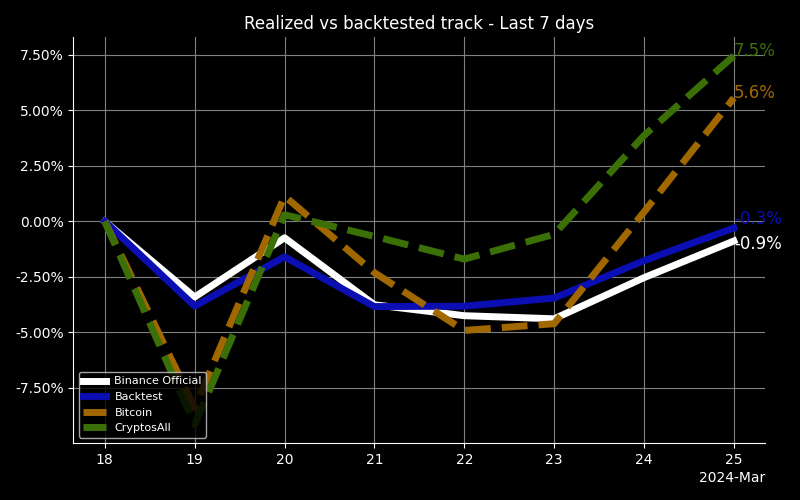 Realized vs backtested track - Last 7 days
7.50%
5.00%
2.50%
0.00%
-2.50%
-5.00%
-7.50%
7.5%
5.6%
-0.3%
-0.9%
Binance Official
Backtest
Bitcoin
CryptosAll
18 19 20 21 22 23 24 25
2024-Mar